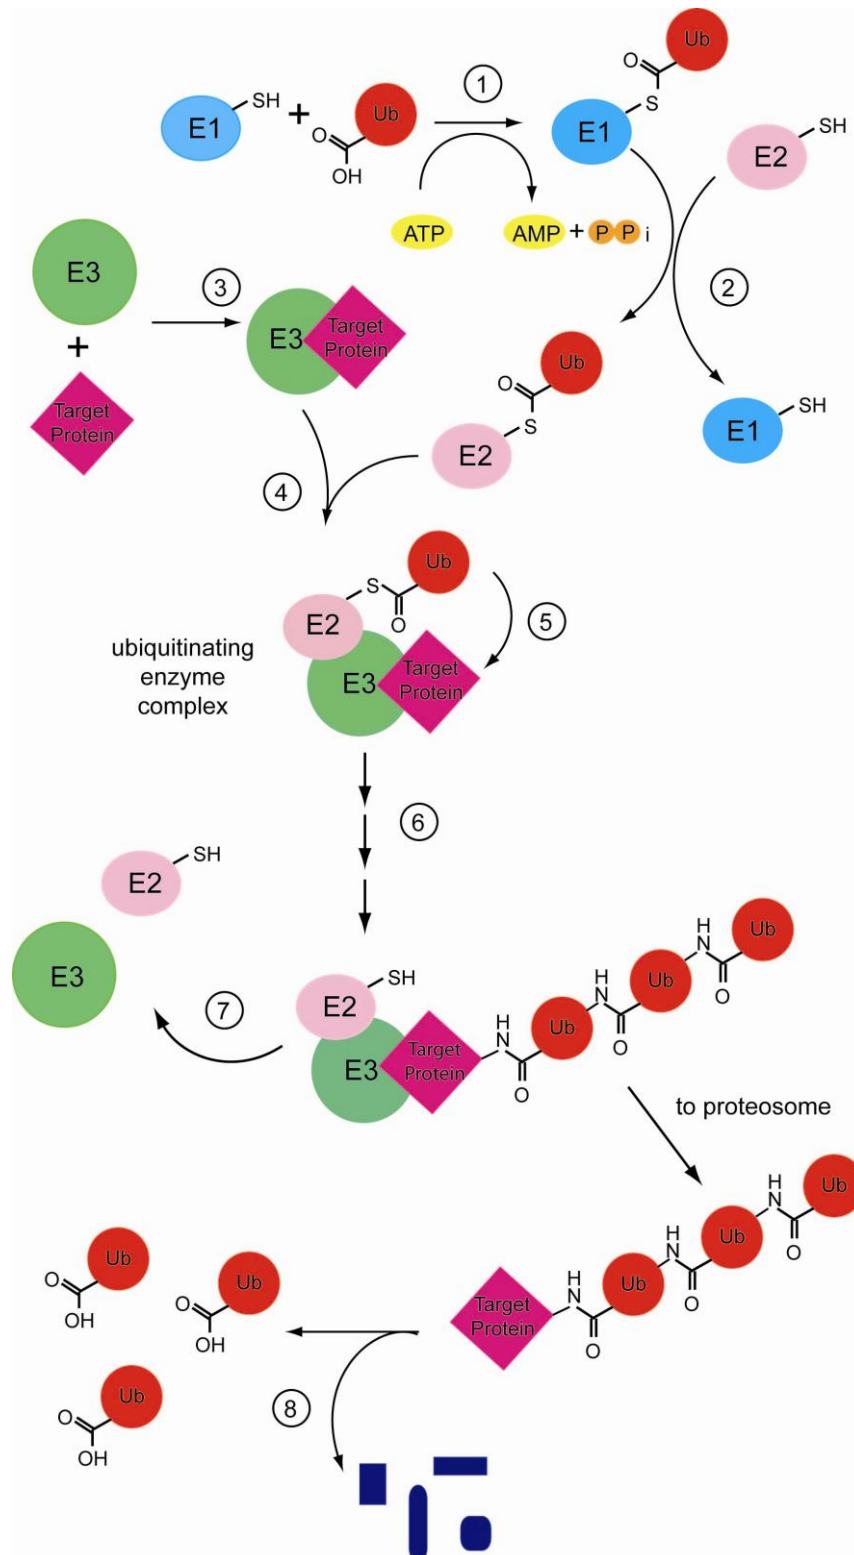 Ub
O
S
E1
SH
+
Ub
O
OH
1
E1
E2
SH
ATP
AMP + P P i
E3
+
Target
Protein
3
E3
Target
Protein
2
Ub
O
S
E2
E1
SH
4
ubiquitinating
enzyme
complex
E2
S
O
Ub
5
E3
Target
Protein
6
E2
SH
E3
7
E2
SH
E3
Target
Protein
H
N
O
Ub
H
N
O
Ub
H
N
O
Ub
to proteosome
Target
Protein
H
N
O
Ub
H
N
O
Ub
H
N
O
Ub
Ub
O
OH
Ub
O
OH
Ub
O
OH
8